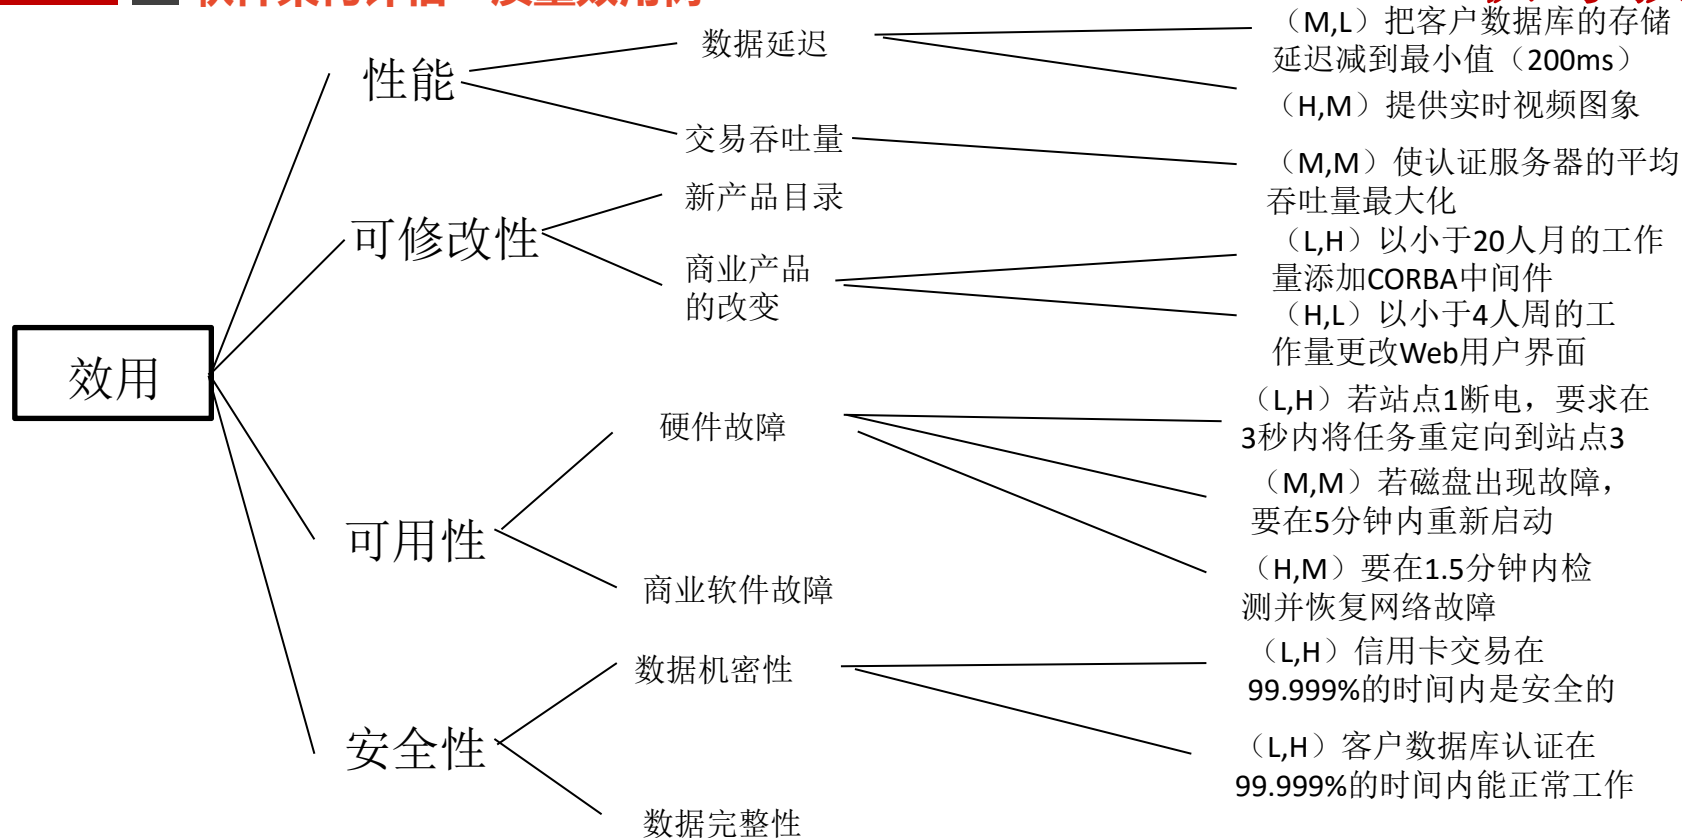 软件架构评估 - 质量效用树
效用
性能
数据延迟
（M,L）把客户数据库的存储
延迟减到最小值（200ms）
（H,M）提供实时视频图象
交易吞吐量
（M,M）使认证服务器的平均
吞吐量最大化
可修改性
新产品目录
商业产品
的改变
（L,H）以小于20人月的工作
量添加CORBA中间件
（H,L）以小于4人周的工
作量更改Web用户界面
可用性
硬件故障
（L,H）若站点1断电，要求在
3秒内将任务重定向到站点3
（M,M）若磁盘出现故障，
要在5分钟内重新启动
（H,M）要在1.5分钟内检
测并恢复网络故障
商业软件故障
安全性
数据机密性
（L,H）信用卡交易在
99.999%的时间内是安全的
（L,H）客户数据库认证在
99.999%的时间内能正常工作
数据完整性